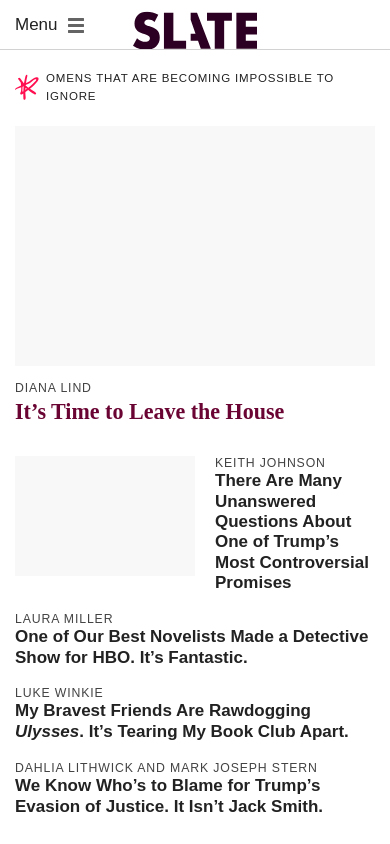 Menu
SLATE
OMENS THAT ARE BECOMING IMPOSSIBLE TO
IGNORE
DIANA LIND
It’s Time to Leave the House
KEITH JOHNSON
There Are Many
Unanswered
Questions About
One of Trump’s
Most Controversial
Promises
LAURA MILLER
One of Our Best Novelists Made a Detective
Show for HBO. It’s Fantastic.
LUKE WINKIE
My Bravest Friends Are Rawdogging
Ulysses. It’s Tearing My Book Club Apart.
DAHLIA LITHWICK AND MARK JOSEPH STERN
We Know Who’s to Blame for Trump’s
Evasion of Justice. It Isn’t Jack Smith.